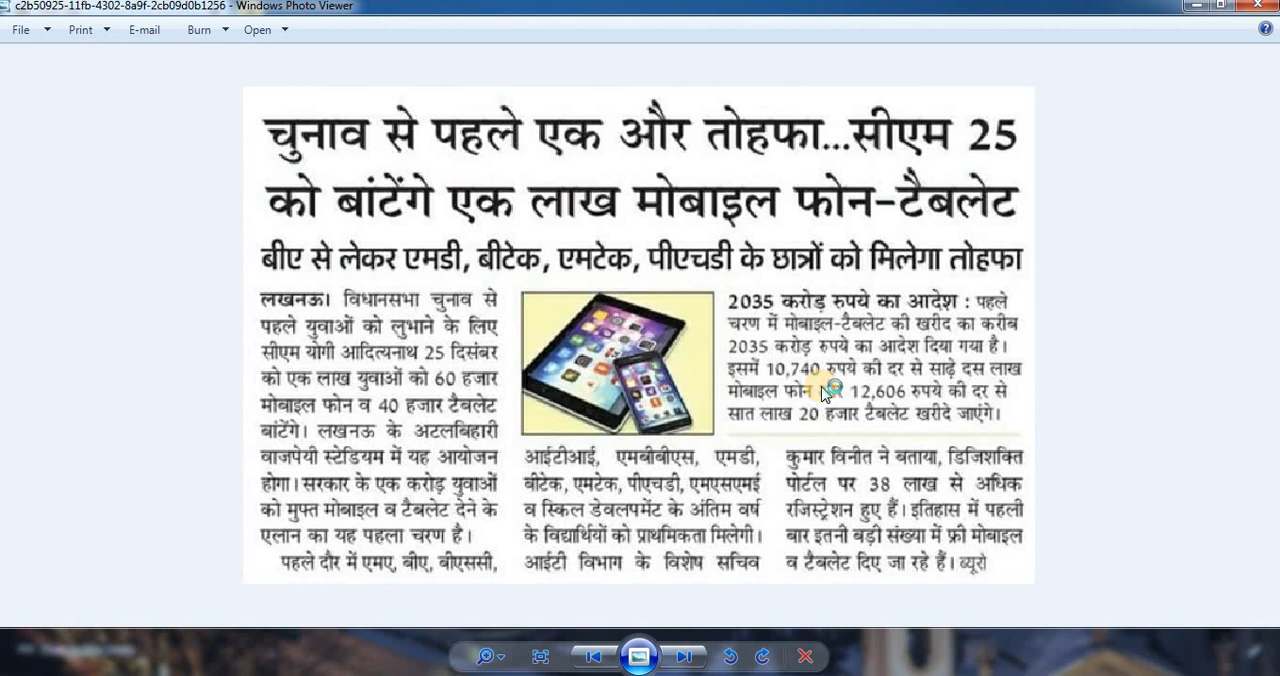 c2b50925-11fb-4302-8a9f-2cb09d0b1256 - Windows Photo Viewer
File Print E-mail Burn Open
चुनाव से पहले एक और तोहफा...सीएम 25
को बांटेंगे एक लाख मोबाइल फोन-टैबलेट
बीए से लेकर एमडी, बीटेक, एमटेक, पीएचडी के छात्रों को मिलेगा तोहफा
लखनऊ। विधानसभा चुनाव से
पहले युवाओं को लुभाने के लिए
सीएम योगी आदित्यनाथ 25 दिसंबर
को एक लाख युवाओं को 60 हजार
मोबाइल फोन व 40 हजार टैबलेट
बांटेंगे। लखनऊ के अटलबिहारी
वाजपेयी स्टेडियम में यह आयोजन
होगा। सरकार के एक करोड़ युवाओं
को मुफ्त मोबाइल व टैबलेट देने के
एलान का यह पहला चरण है।
पहले दौर में एमए, बीए, बीएससी,
आईटीआई, एमबीबीएस, एमडी,
बीटेक, एमटेक, पीएचडी, एमएसएमई
व स्किल डेवलपमेंट के अंतिम वर्ष
के विद्यार्थियों को प्राथमिकता मिलेगी।
आईटी विभाग के विशेष सचिव
कुमार विनीत ने बताया, डिजिशक्ति
पोर्टल पर 38 लाख से अधिक
रजिस्ट्रेशन हुए हैं। इतिहास में पहली
बार इतनी बड़ी संख्या में फ्री मोबाइल
व टैबलेट दिए जा रहे हैं। ब्यूरो
2035 करोड़ रुपये का आदेश : पहले
चरण में मोबाइल-टैबलेट की खरीद का करीब
2035 करोड़ रुपये का आदेश दिया गया है।
इसमें 10,740 रुपये की दर से साढ़े दस लाख
मोबाइल फोन 12,606 रुपये की दर से
सात लाख 20 हजार टैबलेट खरीदे जाएंगे।